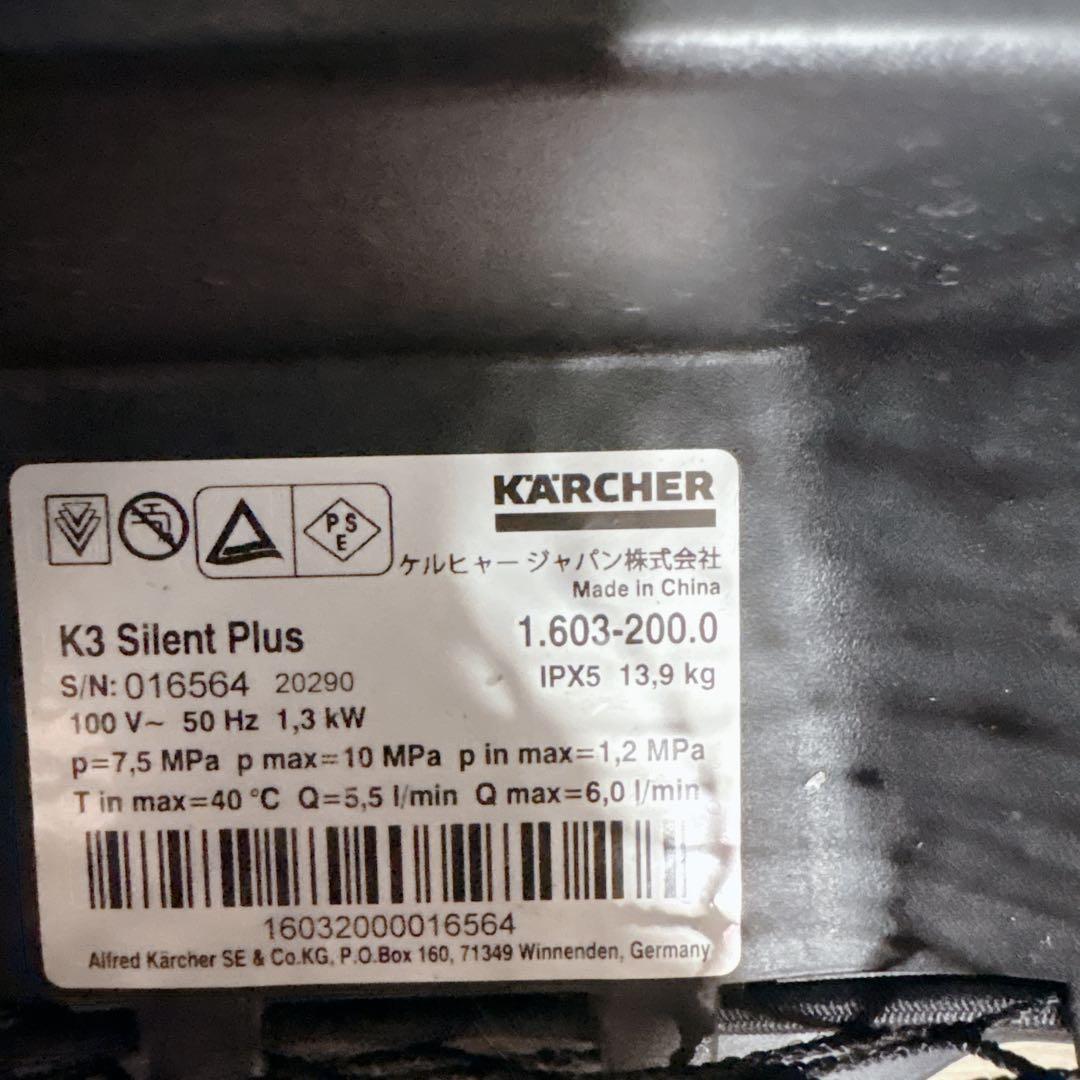 KÄRCHER
PSE
ケルヒャー ジャパン株式会社
Made in China
K3 Silent Plus 1.603-200.0
S/N: 016564 20290 IPX5 13,9 kg
100 V~ 50 Hz 1,3 kW
p=7,5 MPa p max=10 MPa p in max=1,2 MPa
T in max=40 °C Q=5,5 l/min Q max=6,0 l/min
16032000016564
Alfred Kärcher SE & Co.KG, P.O.Box 160, 71349 Winnenden, Germany